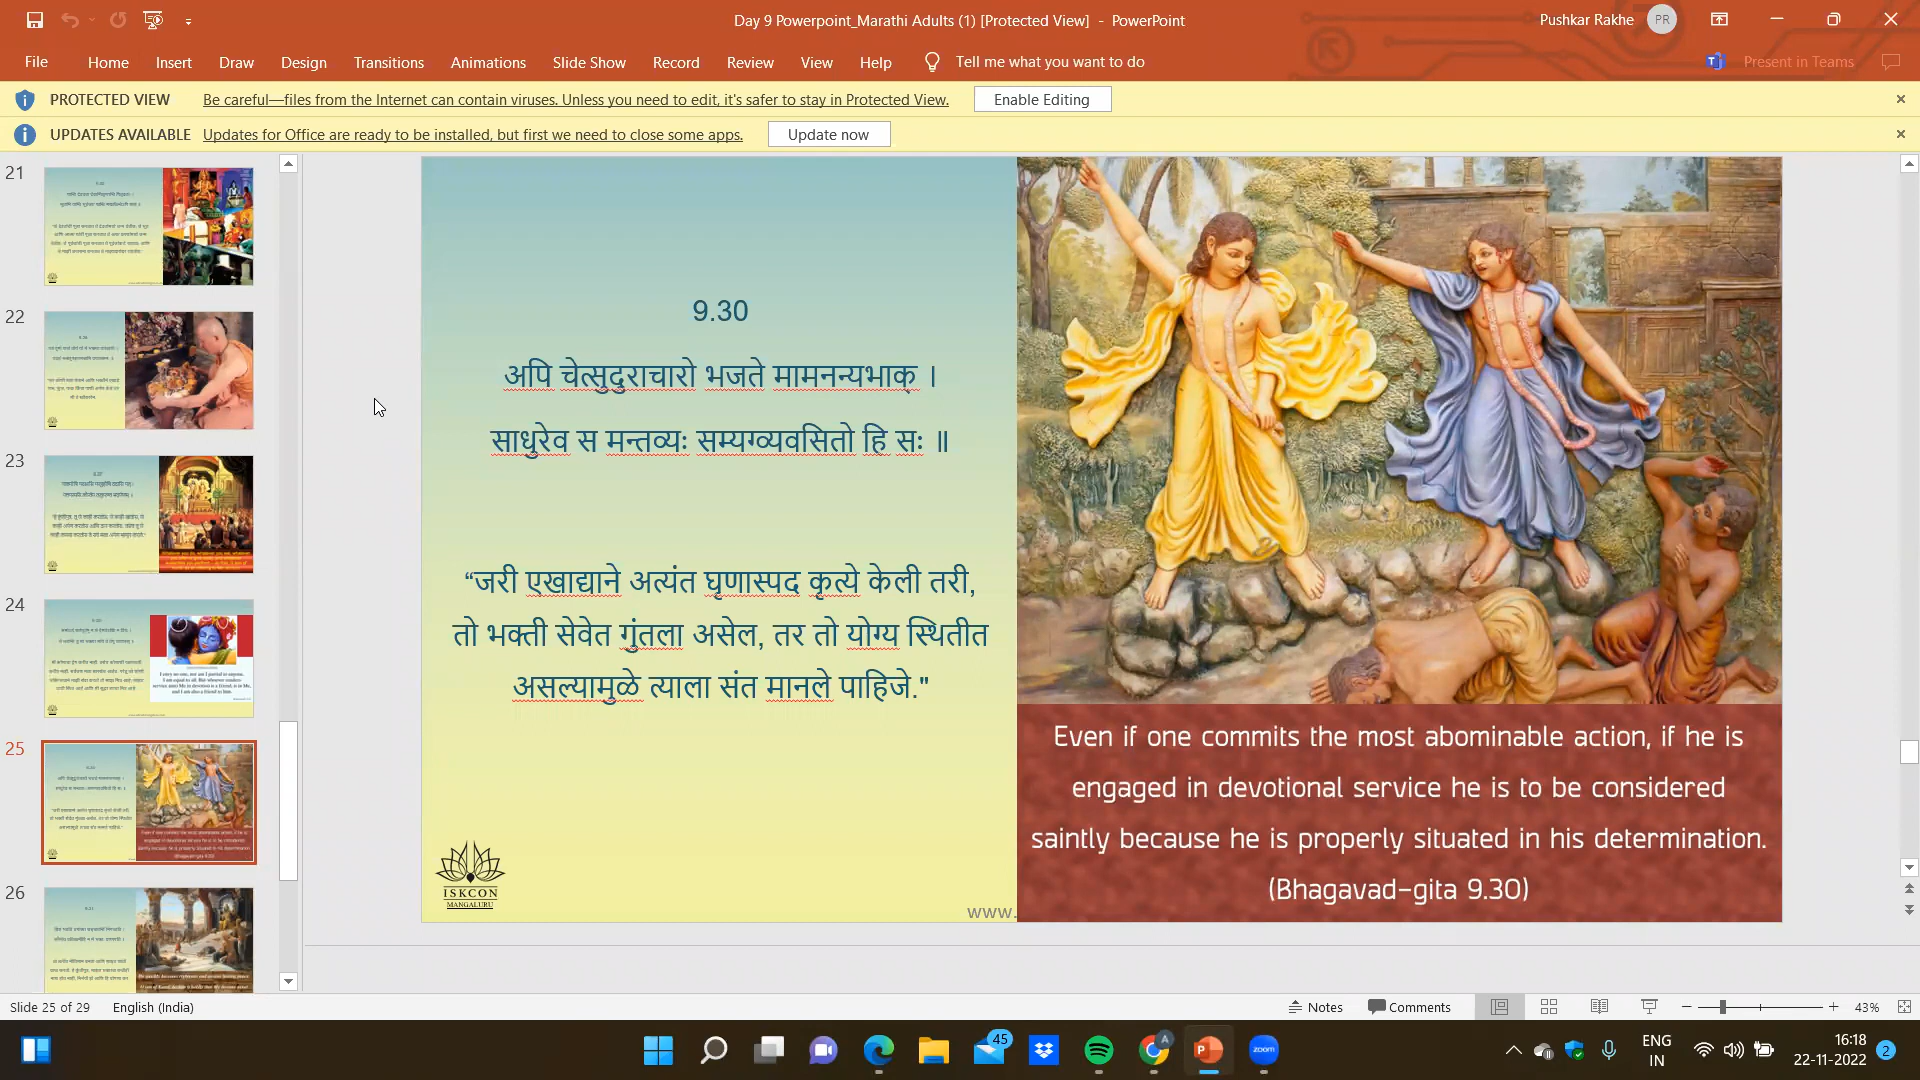 Day 9 Powerpoint_Marathi Adults (1) [Protected View] - PowerPoint
Pushkar Rakhe
PR
File Home Insert Draw Design Transitions Animations Slide Show Record Review View Help Tell me what you want to do
Present in Teams
PROTECTED VIEW Be careful—files from the Internet can contain viruses. Unless you need to edit, it's safer to stay in Protected View. Enable Editing
UPDATES AVAILABLE Updates for Office are ready to be installed, but first we need to close some apps. Update now
21
22
23
24
25
26
9.30
अपि चेत्सुदुराचारो भजते मामनन्यभाक् ।
साधुरेव स मन्तव्यः सम्यग्व्यवसितो हि सः ॥
“जरी एखाद्याने अत्यंत घृणास्पद कृत्ये केली तरी,
तो भक्ती सेवेत गुंतला असेल, तर तो योग्य स्थितीत
असल्यामुळे त्याला संत मानले पाहिजे."
ISKCON
MANGALURU
www.
Even if one commits the most abominable action, if he is
engaged in devotional service he is to be considered
saintly because he is properly situated in his determination.
(Bhagavad-gita 9.30)
Slide 25 of 29 English (India)
Notes Comments 43%
45
zoom
ENG
IN
16:18
22-11-2022
2